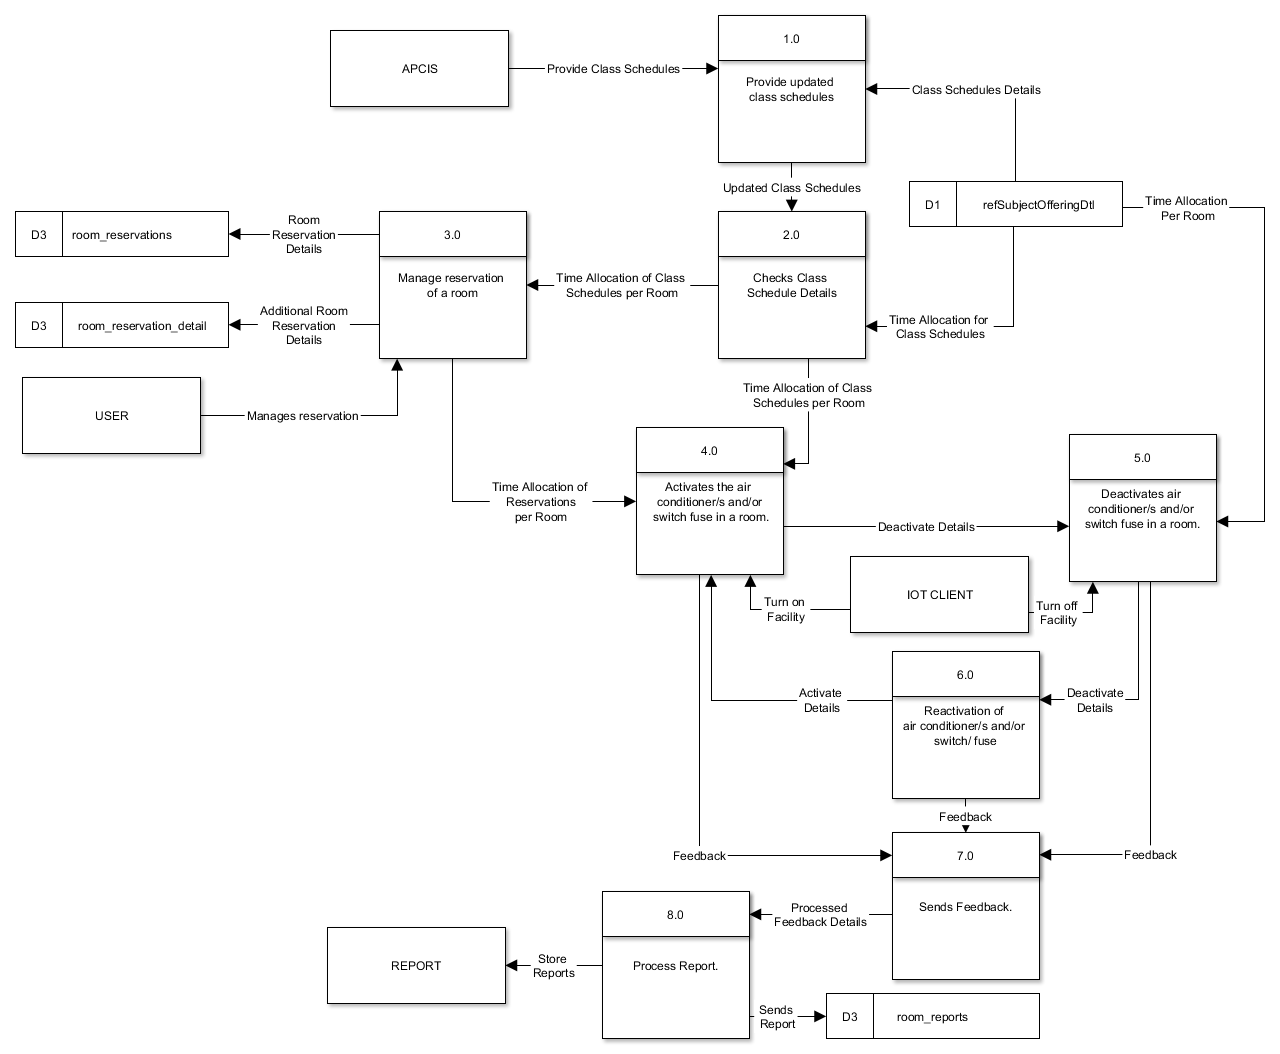 1.0
APCIS
Provide Class Schedules
Provide updated
class schedules
Class Schedules Details
Updated Class Schedules
D1
refSubjectOfferingDtl
Time Allocation
Per Room
D3
room_reservations
Room
Reservation
Details
3.0
2.0
Manage reservation
of a room
Time Allocation of Class
Schedules per Room
Checks Class
Schedule Details
D3
room_reservation_detail
Additional Room
Reservation
Details
Time Allocation for
Class Schedules
USER
Manages reservation
Time Allocation of Class
Schedules per Room
4.0
5.0
Time Allocation of
Reservations
per Room
Activates the air
conditioner/s and/or
switch fuse in a room.
Deactivates air
conditioner/s and/or
switch fuse in a room.
Deactivate Details
Turn on
Facility
IOT CLIENT
Turn off
Facility
6.0
Activate
Details
Deactivate
Details
Reactivation of
air conditioner/s and/or
switch/ fuse
Feedback
Feedback
7.0
Feedback
8.0
Processed
Feedback Details
Sends Feedback.
REPORT
Store
Reports
Process Report.
Sends
Report
D3
room_reports